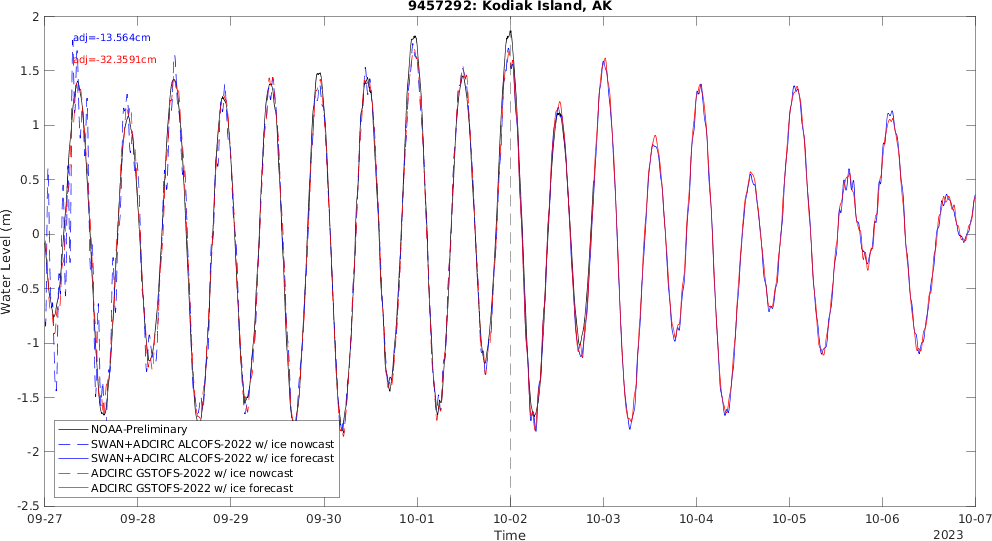 9457292: Kodiak Island, AK
adj=-13.564cm
adj=-32.3591cm
2
1.5
1
0.5
0
-0.5
-1
-1.5
-2
-2.5
Water Level (m)
NOAA-Preliminary
SWAN+ADCIRC ALCOFS-2022 w/ ice nowcast
SWAN+ADCIRC ALCOFS-2022 w/ ice forecast
ADCIRC GSTOFS-2022 w/ ice nowcast
ADCIRC GSTOFS-2022 w/ ice forecast
09-27 09-28 09-29 09-30 10-01 10-02 10-03 10-04 10-05 10-06 10-07
Time
2023